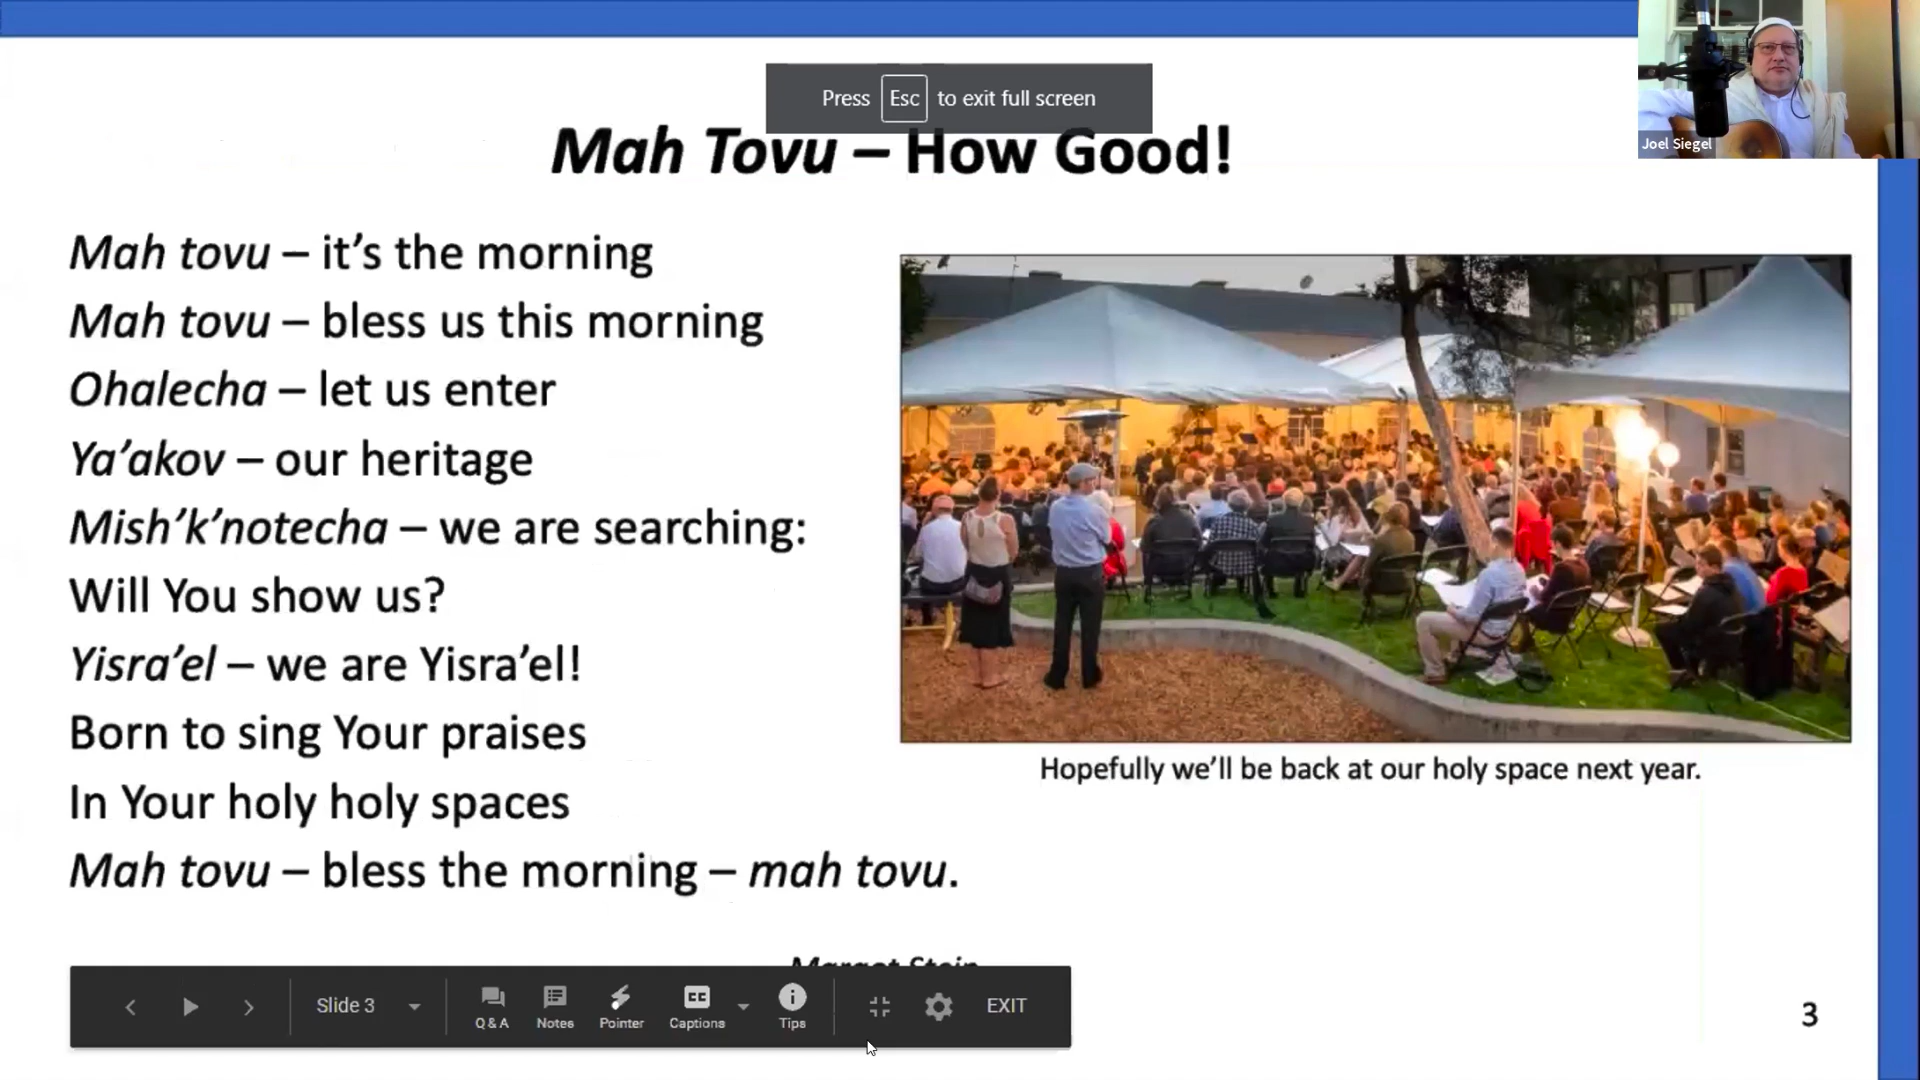 Press Esc to exit full screen
Joel Siegel
Mah Tovu – How Good!
Mah tovu – it's the morning
Mah tovu – bless us this morning
Ohalecha – let us enter
Ya'akov – our heritage
Mish'k'notecha – we are searching:
Will You show us?
Yisra'el – we are Yisra'el!
Born to sing Your praises
In Your holy holy spaces
Mah tovu – bless the morning – mah tovu.
Hopefully we'll be back at our holy space next year.
Margot Stein
Slide 3
Q & A
Notes
Pointer
Captions
Tips
EXIT
3